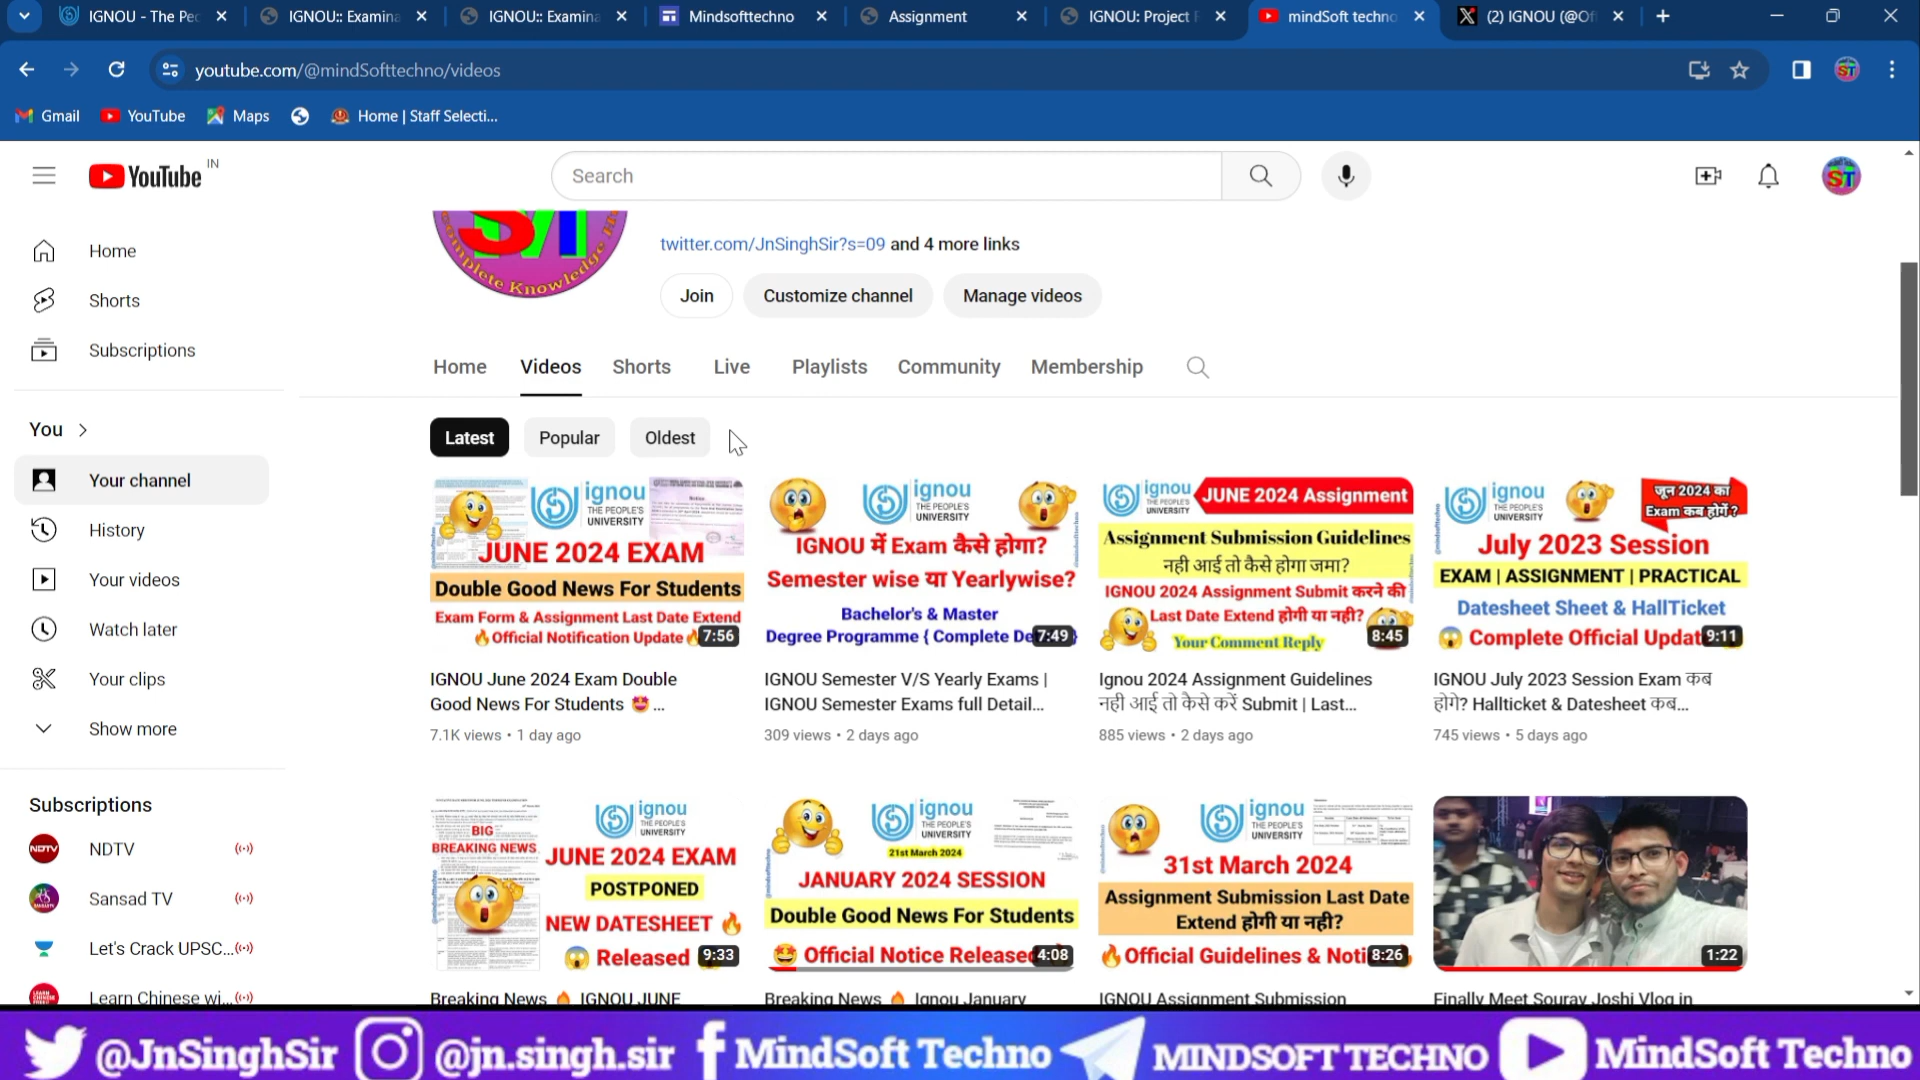 IGNOU - The Pe
IGNOU:: Examina
IGNOU:: Examina
Mindsofttechno
Assignment
IGNOU: Project
mindSoft techno
(2) IGNOU (@Of
youtube.com/@mindSofttechno/videos
Gmail
YouTube
Maps
Home | Staff Selecti...
YouTube IN
Search
Home
Shorts
Subscriptions
You
Your channel
History
Your videos
Watch later
Your clips
Show more
Subscriptions
NDTV
Sansad TV
Let's Crack UPSC...
Learn Chinese wi...
twitter.com/JnSinghSir?s=09 and 4 more links
Join
Customize channel
Manage videos
Home
Videos
Shorts
Live
Playlists
Community
Membership
Latest
Popular
Oldest
ignou
THE PEOPLE'S
UNIVERSITY
JUNE 2024 EXAM
Double Good News For Students
Exam Form & Assignment Last Date Extend
Official Notification Update
7:56
IGNOU June 2024 Exam Double
Good News For Students 🤩 ...
7.1K views • 1 day ago
ignou
THE PEOPLE'S
UNIVERSITY
IGNOU में Exam कैसे होगा?
Semester wise या Yearlywise?
Bachelor's & Master
Degree Programme { Complete De
7:49
IGNOU Semester V/S Yearly Exams |
IGNOU Semester Exams full Detail...
309 views • 2 days ago
ignou
THE PEOPLE'S
UNIVERSITY
JUNE 2024 Assignment
Assignment Submission Guidelines
नही आई तो कैसे होगा जमा?
IGNOU 2024 Assignment Submit करने की
Last Date Extend होगी या नही?
Your Comment Reply
8:45
Ignou 2024 Assignment Guidelines
नही आई तो कैसे करें Submit | Last...
885 views • 2 days ago
ignou
THE PEOPLE'S
UNIVERSITY
जून 2024 का
Exam कब होगें ?
July 2023 Session
EXAM | ASSIGNMENT | PRACTICAL
Datesheet Sheet & HallTicket
Complete Official Updat
9:11
IGNOU July 2023 Session Exam कब
होगे? Hallticket & Datesheet कब...
745 views • 5 days ago
BIG
BREAKING NEWS
ignou
THE PEOPLE'S
UNIVERSITY
JUNE 2024 EXAM
POSTPONED
NEW DATESHEET
Released
9:33
Breaking News 🔥 IGNOU JUNE
ignou
THE PEOPLE'S
UNIVERSITY
21st March 2024
JANUARY 2024 SESSION
Double Good News For Students
Official Notice Released
4:08
Breaking News 🔥 Ignou January
ignou
THE PEOPLE'S
UNIVERSITY
31st March 2024
Assignment Submission Last Date
Extend होगी या नही?
Official Guidelines & Noti
8:26
IGNOU Assignment Submission
1:22
Finally Meet Sourav Joshi Vlog in
@JnSinghSir
@jn.singh.sir
MindSoft Techno
MINDSOFT TECHNO
MindSoft Techno